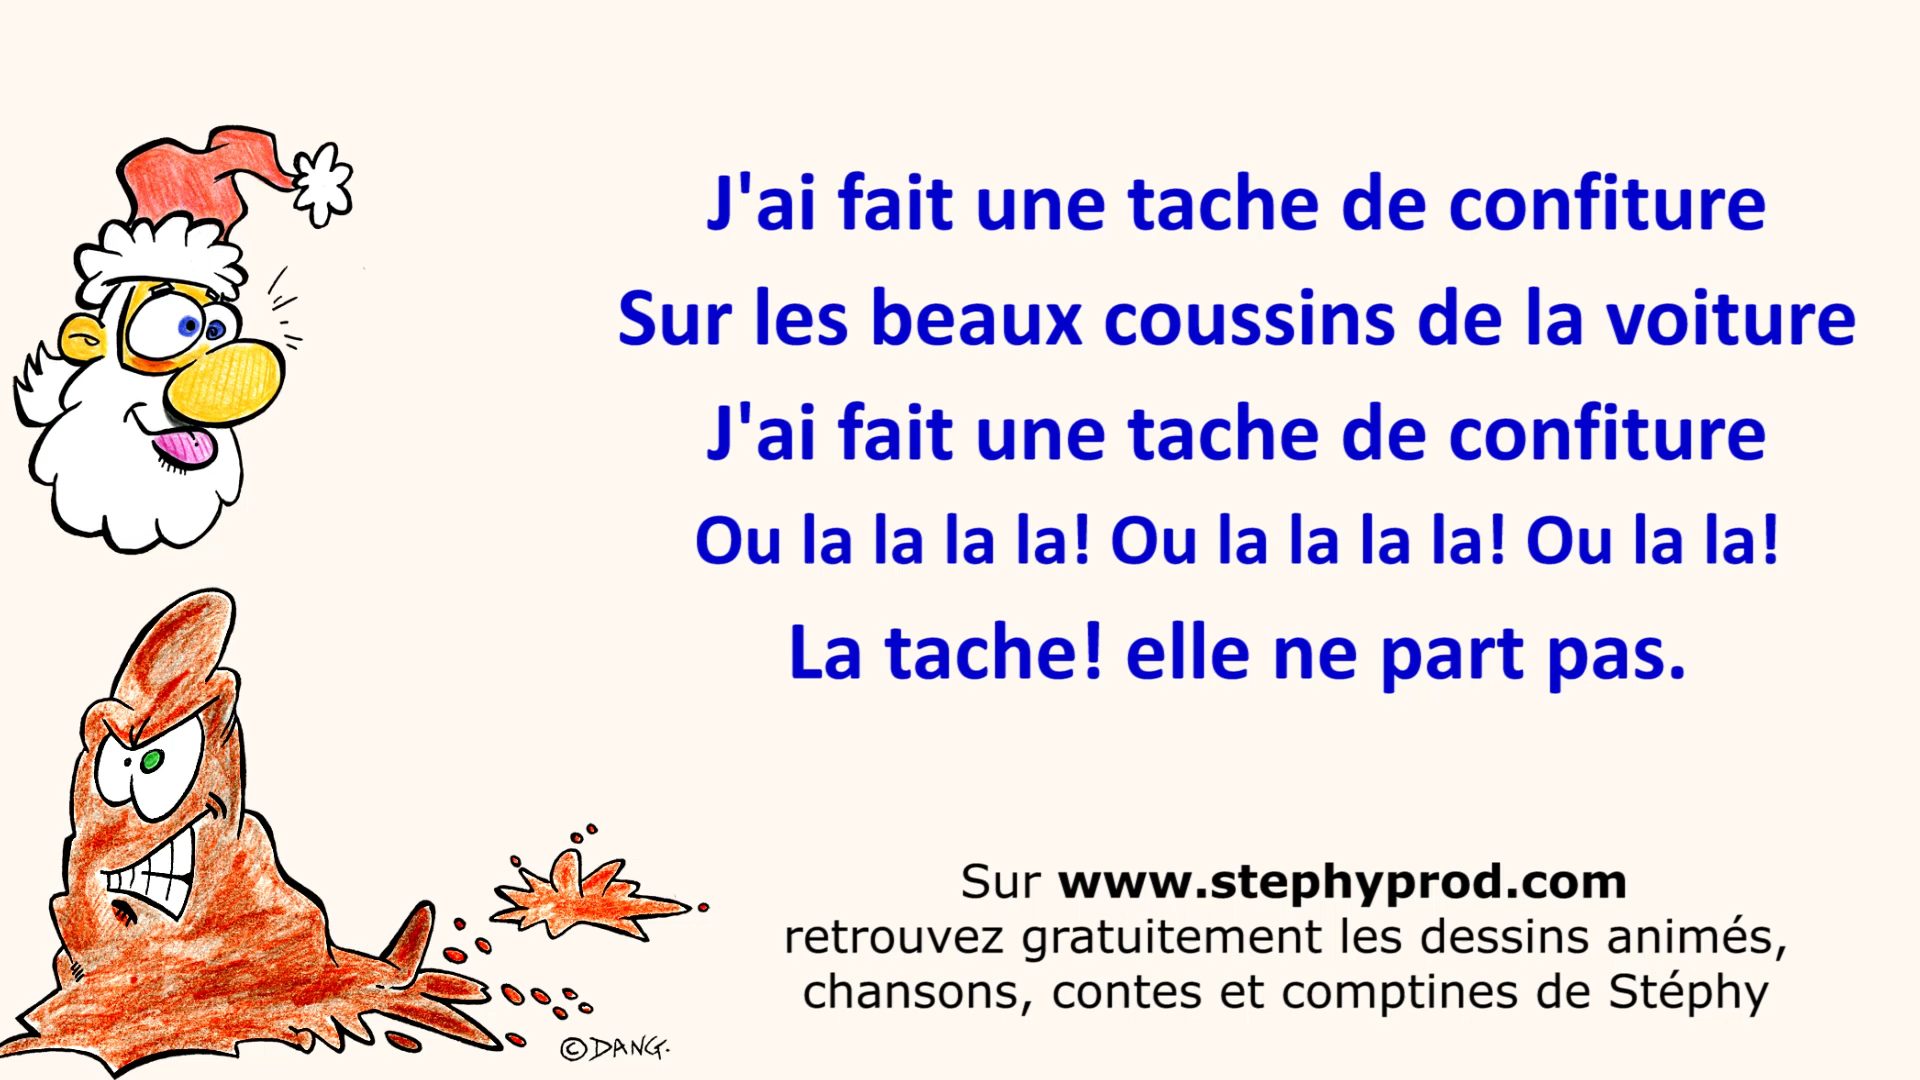 J'ai fait une tache de confiture
Sur les beaux coussins de la voiture
J'ai fait une tache de confiture
Ou la la la la! Ou la la la la! Ou la la!
La tache! elle ne part pas.
Sur www.stephyprod.com
retrouvez gratuitement les dessins animés,
chansons, contes et comptines de Stéphy
©DANG.